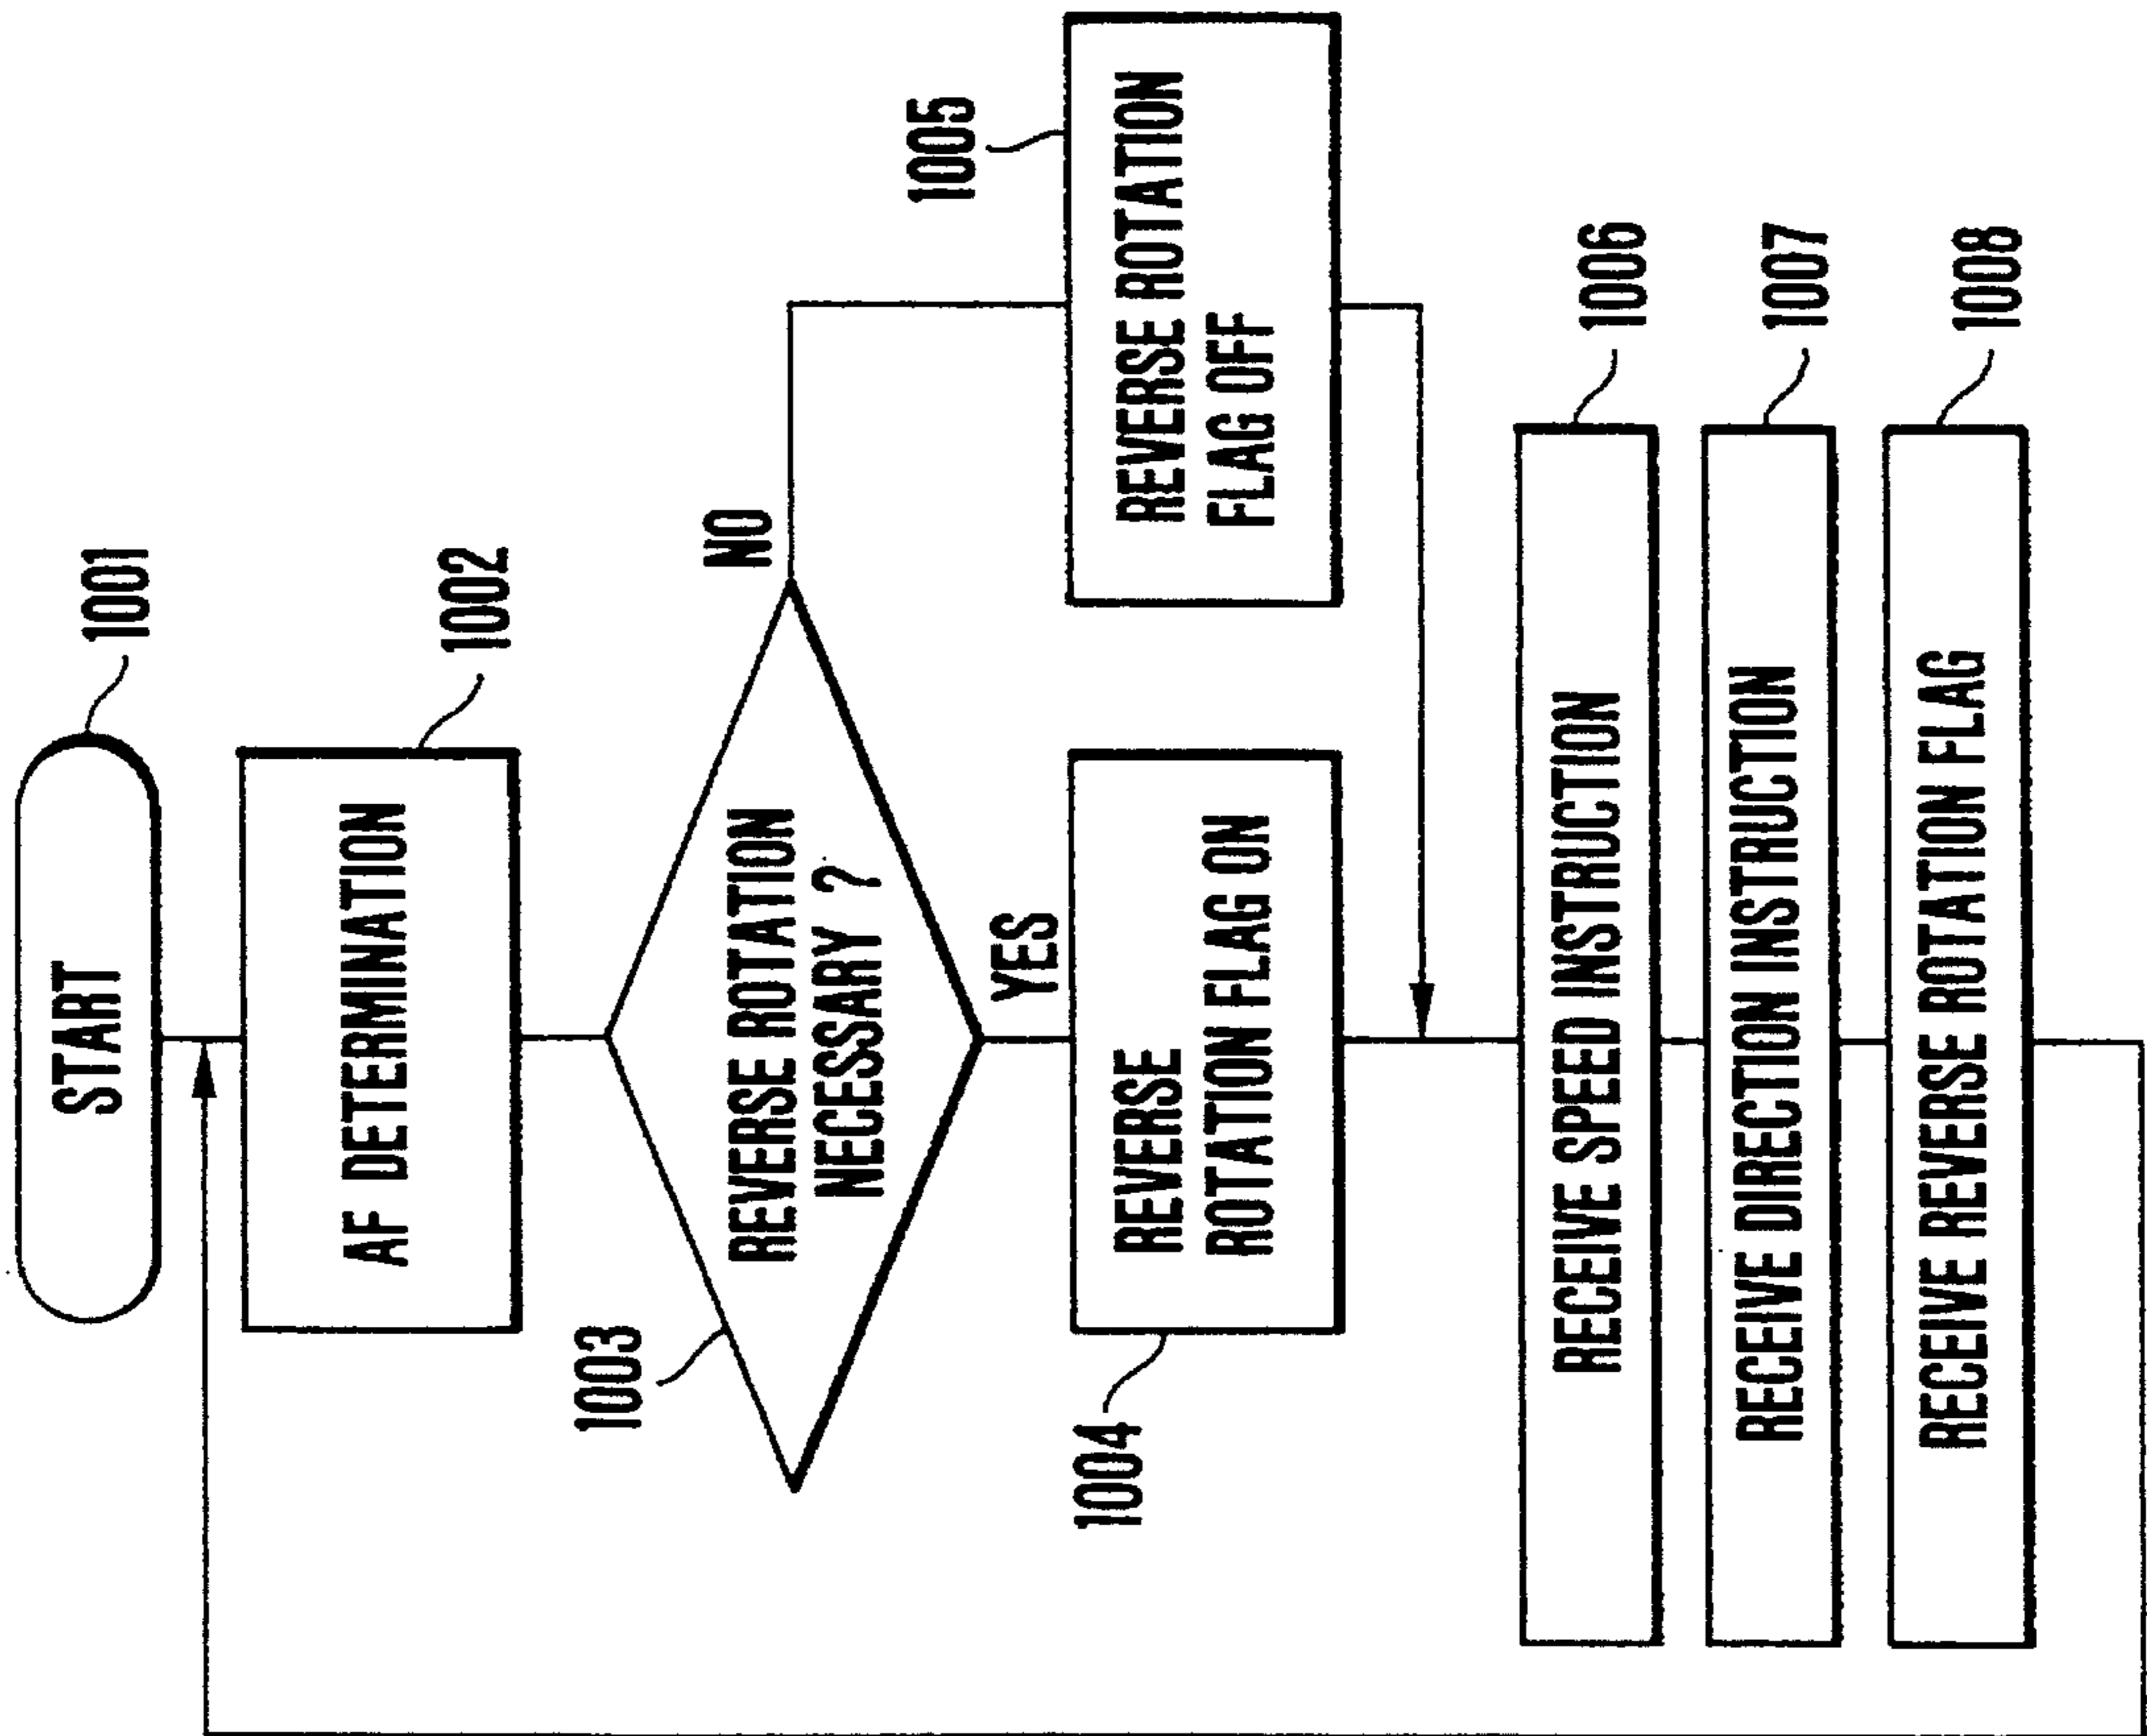 START
1001
AF DETERMINATION
1002
1003
REVERSE ROTATION
NECESSARY ?
NO
YES
1004
REVERSE
ROTATION FLAG ON
1005
REVERSE ROTATION
FLAG OFF
RECEIVE SPEED INSTRUCTION
1006
RECEIVE DIRECTION INSTRUCTION
1007
RECEIVE REVERSE ROTATION FLAG
1008